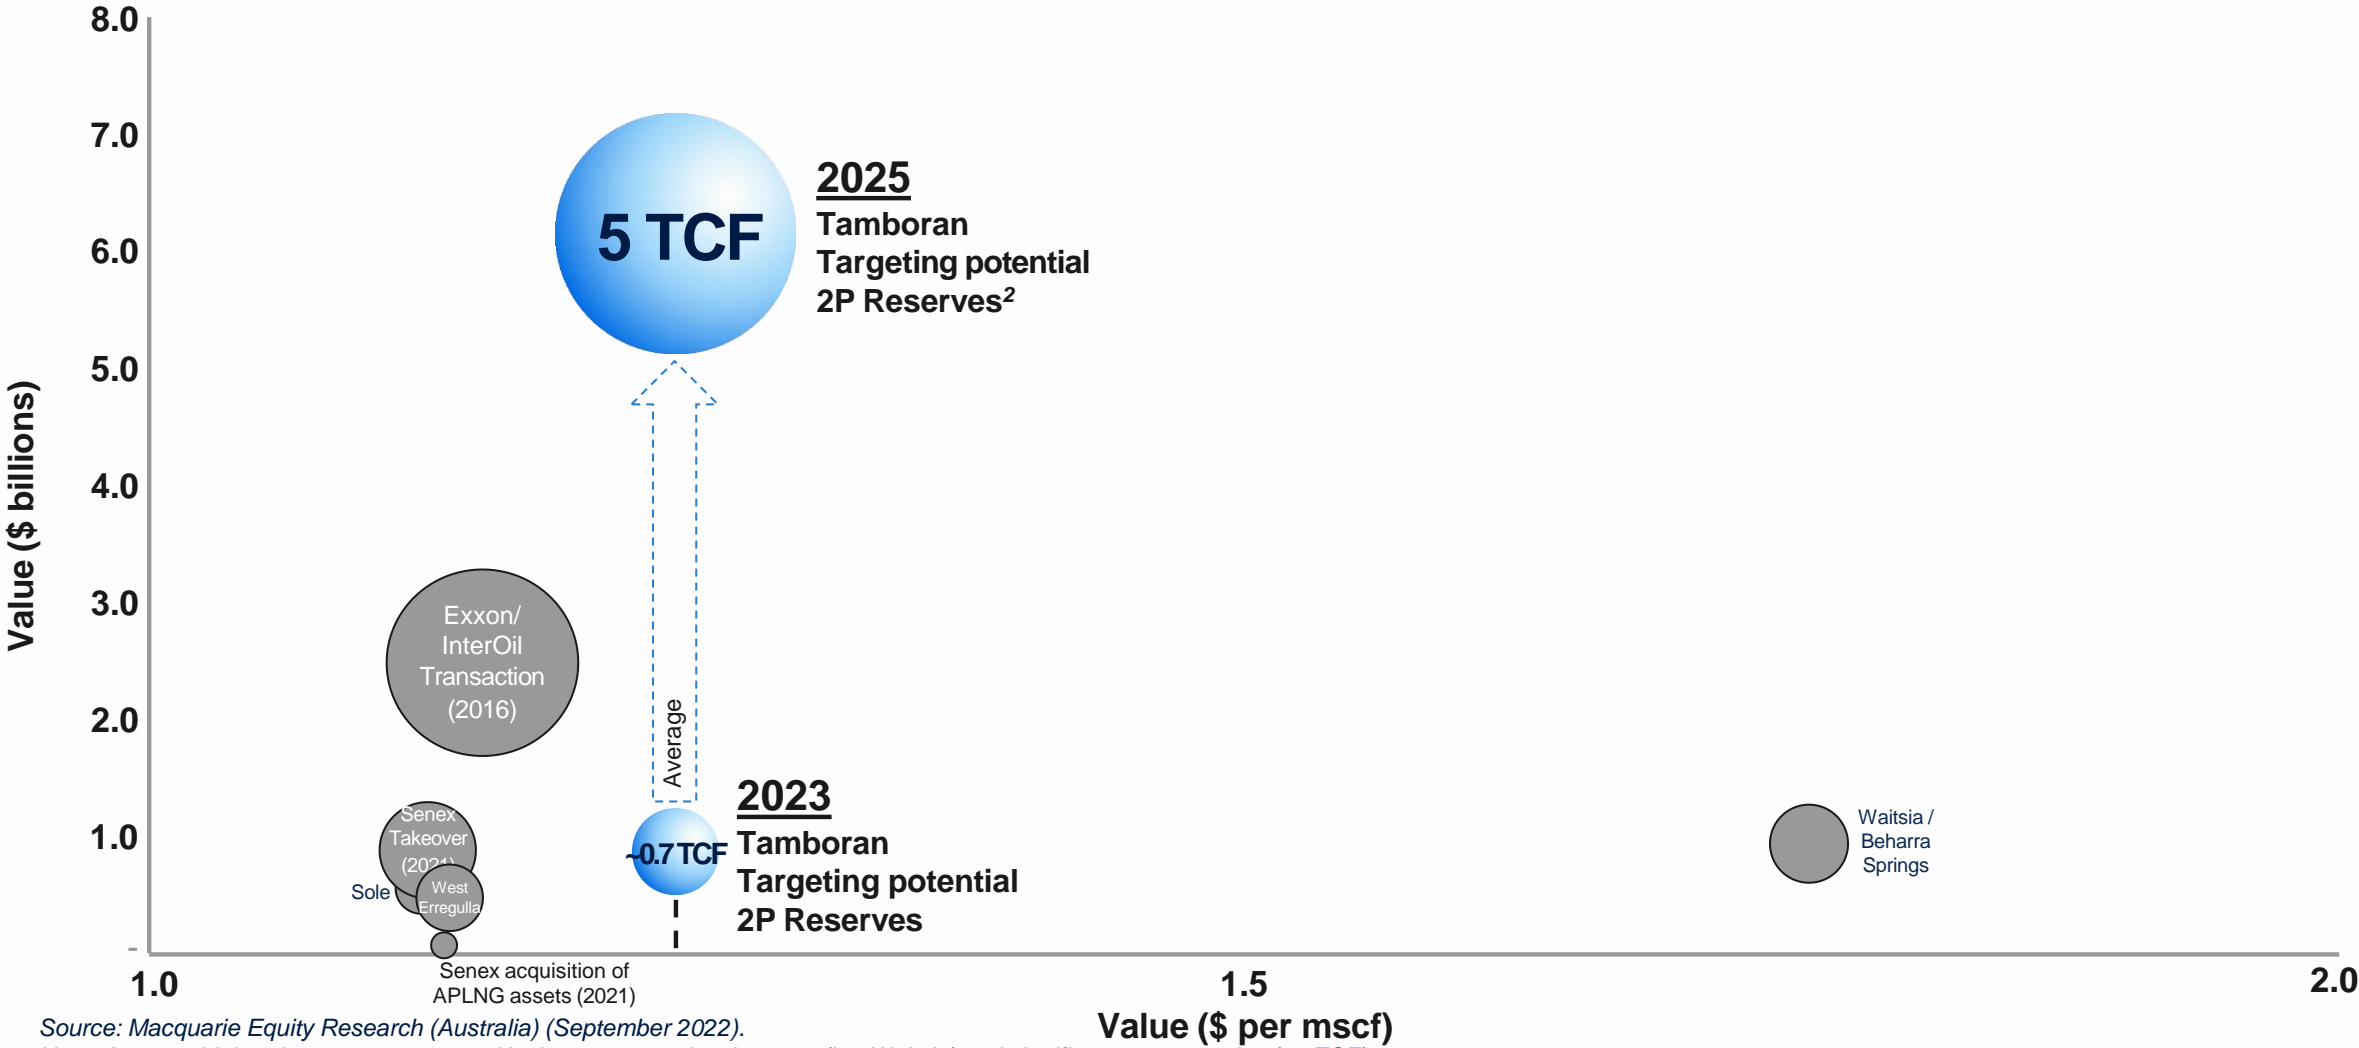 8.0
7.0
6.0
5.0
4.0
3.0
2.0
1.0
-
Value ($ billions)
5 TCF
2025
Tamboran
Targeting potential
2P Reserves2
Exxon/
InterOil
Transaction
(2016)
Average
2023
~0.7 TCF
Tamboran
Targeting potential
2P Reserves
Senex
Takeover
(2021)
Sole
West
Erregulla
Waitsia /
Beharra
Springs
Senex acquisition of
APLNG assets (2021)
1.0
1.5
2.0
Value ($ per mscf)
Source: Macquarie Equity Research (Australia) (September 2022).